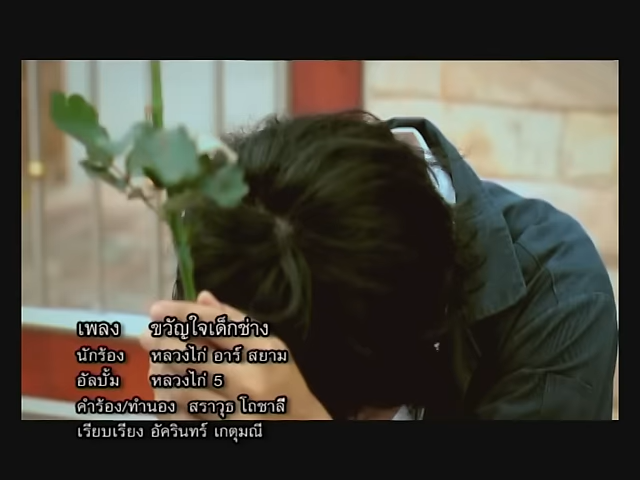 เพลง ขวัญใจเด็กช่าง
นักร้อง หลวงไก่ อาร์ สยาม
อัลบั้ม หลวงไก่ 5
คำร้อง/ทำนอง สราวุธ โถชาลี
เรียบเรียง อัครินทร์ เกตุมณี